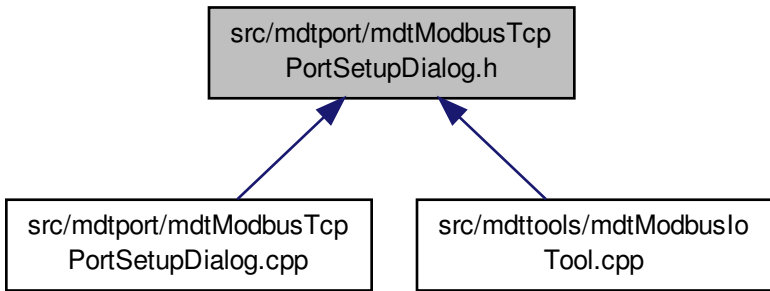 src/mdtport/mdtModbusTcp
PortSetupDialog.h
src/mdtport/mdtModbusTcp
PortSetupDialog.cpp
src/mdttools/mdtModbusIo
Tool.cpp